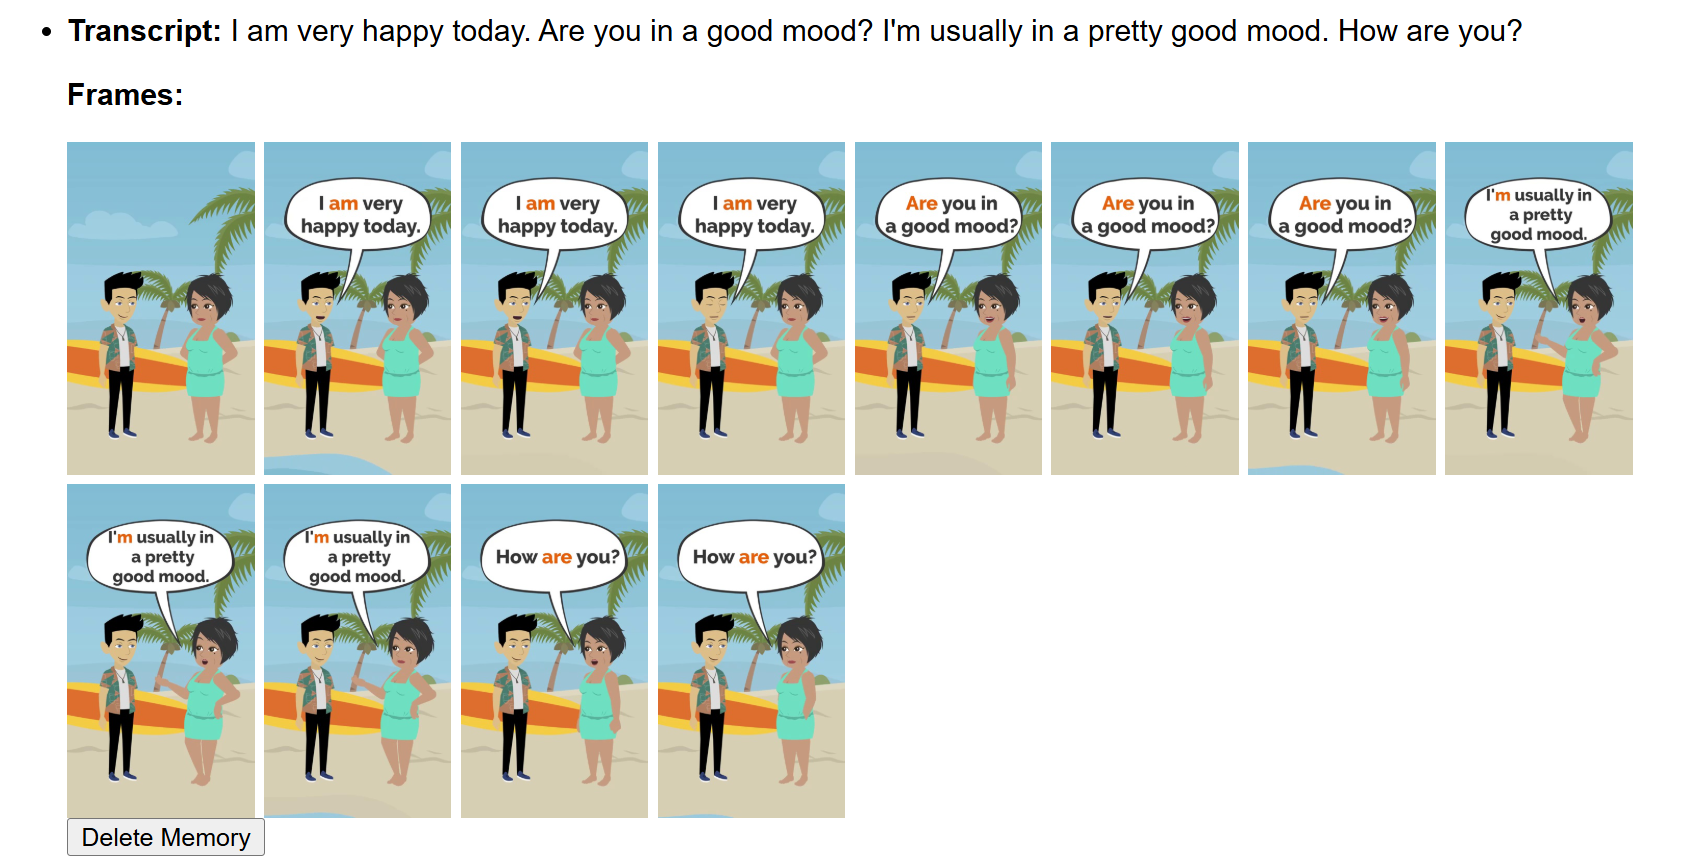 Transcript: I am very happy today. Are you in a good mood? I'm usually in a pretty good mood. How are you?
Frames:
I am very
happy today.
I am very
happy today.
I am very
happy today.
Are you in
a good mood?
Are you in
a good mood?
Are you in
a good mood?
I'm usually in
a pretty
good mood.
I'm usually in
a pretty
good mood.
I'm usually in
a pretty
good mood.
How are you?
How are you?
Delete Memory